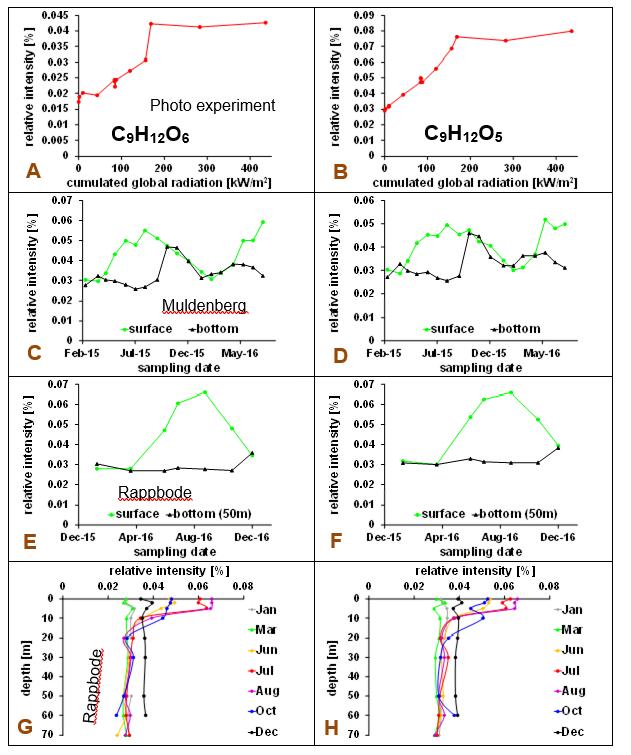 relative intensity [%]
0.045
0.04
0.035
0.03
0.025
0.02
0.015
0.01
0.005
0
0 100 200 300 400
Photo experiment
C₉H₁₂O₆
A
cumulated global radiation [kW/m²]
relative intensity [%]
0.09
0.08
0.07
0.06
0.05
0.04
0.03
0.02
0.01
0
0 100 200 300 400
C₉H₁₂O₅
B
cumulated global radiation [kW/m²]
relative intensity [%]
0.07
0.06
0.05
0.04
0.03
0.02
0.01
0
Muldenberg
surface bottom
Feb-15 Jul-15 Dec-15 May-16
C
sampling date
relative intensity [%]
0.06
0.05
0.04
0.03
0.02
0.01
0
surface bottom
Feb-15 Jul-15 Dec-15 May-16
D
sampling date
relative intensity [%]
0.07
0.06
0.05
0.04
0.03
0.02
0.01
0
Rappbode
surface bottom (50m)
Dec-15 Apr-16 Aug-16 Dec-16
E
sampling date
relative intensity [%]
0.07
0.06
0.05
0.04
0.03
0.02
0.01
0
surface bottom (50m)
Dec-15 Apr-16 Aug-16 Dec-16
F
sampling date
relative intensity [%]
0 0.02 0.04 0.06 0.08
depth [m]
0
10
20
30
40
50
60
70
Rappbode
Jan
Mar
Jun
Jul
Aug
Oct
Dec
G
relative intensity [%]
0 0.02 0.04 0.06 0.08
depth [m]
0
10
20
30
40
50
60
70
Jan
Mar
Jun
Jul
Aug
Oct
Dec
H